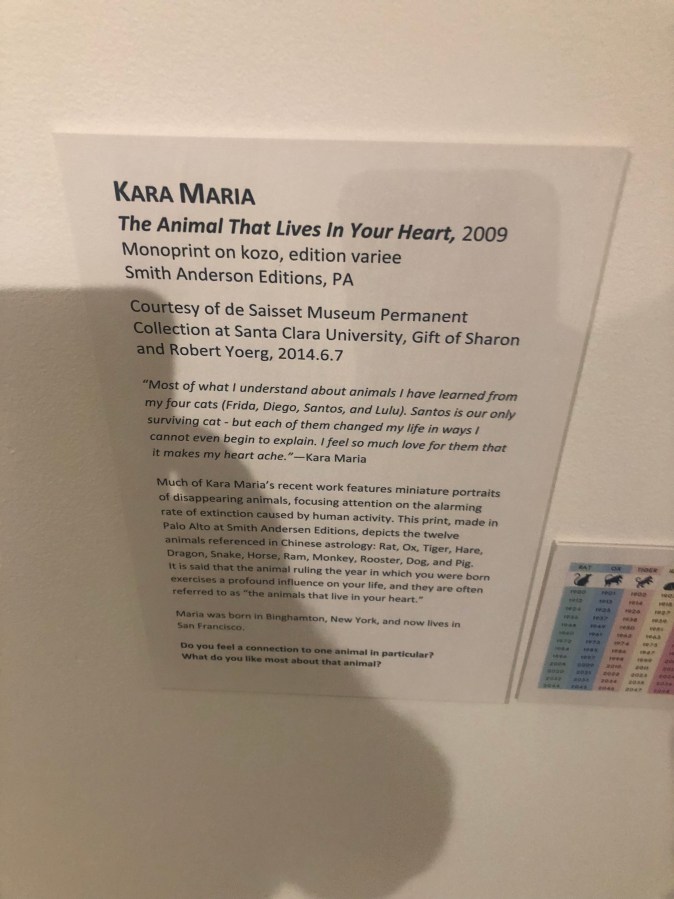 KARA MARIA
The Animal That Lives In Your Heart, 2009
Monoprint on kozo, edition variee
Smith Anderson Editions, PA
Courtesy of de Saisset Museum Permanent
Collection at Santa Clara University, Gift of Sharon
and Robert Yoerg, 2014.6.7
“Most of what I understand about animals I have learned from
my four cats (Frida, Diego, Santos, and Lulu). Santos is our only
surviving cat - but each of them changed my life in ways I
cannot even begin to explain. I feel so much love for them that
it makes my heart ache.”—Kara Maria
Much of Kara Maria’s recent work features miniature portraits
of disappearing animals, focusing attention on the alarming
rate of extinction caused by human activity. This print, made in
Palo Alto at Smith Andersen Editions, depicts the twelve
animals referenced in Chinese astrology: Rat, Ox, Tiger, Hare,
Dragon, Snake, Horse, Ram, Monkey, Rooster, Dog, and Pig.
It is said that the animal ruling the year in which you were born
exercises a profound influence on your life, and they are often
referred to as “the animals that live in your heart.”
Maria was born in Binghamton, New York, and now lives in
San Francisco.
Do you feel a connection to one animal in particular?
What do you like most about that animal?
RAT OX TIGER